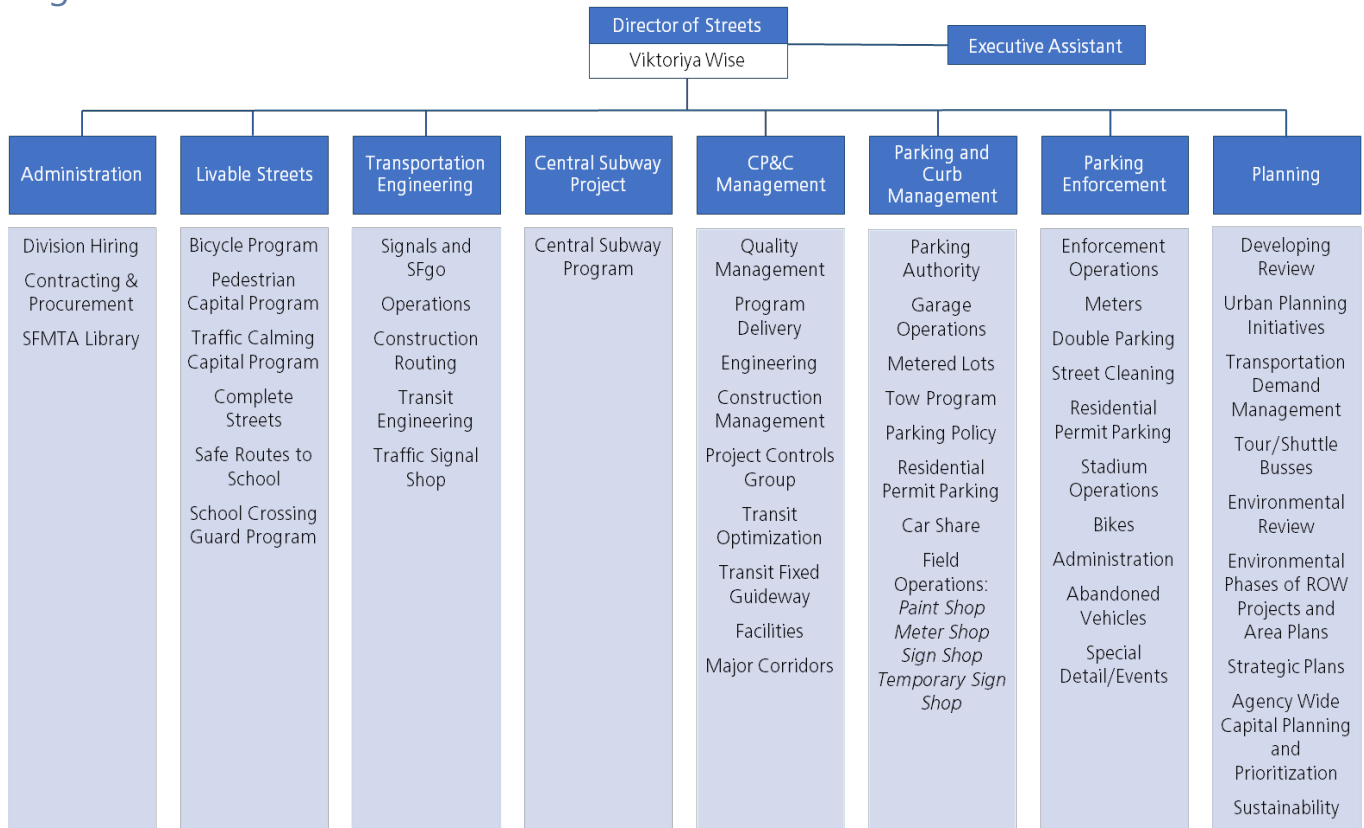 Director of Streets
Viktoriya Wise
Executive Assistant
Administration
Division Hiring
Contracting &
Procurement
SFMTA Library
Livable Streets
Bicycle Program
Pedestrian
Capital Program
Traffic Calming
Capital Program
Complete
Streets
Safe Routes to
School
School Crossing
Guard Program
Transportation
Engineering
Signals and
SFgo
Operations
Construction
Routing
Transit
Engineering
Traffic Signal
Shop
Central Subway
Project
Central Subway
Program
CP&C
Management
Quality
Management
Program
Delivery
Engineering
Construction
Management
Project Controls
Group
Transit
Optimization
Transit Fixed
Guideway
Facilities
Major Corridors
Parking and
Curb
Management
Parking
Authority
Garage
Operations
Metered Lots
Tow Program
Parking Policy
Residential
Permit Parking
Car Share
Field
Operations:
Paint Shop
Meter Shop
Sign Shop
Temporary Sign
Shop
Parking
Enforcement
Enforcement
Operations
Meters
Double Parking
Street Cleaning
Residential
Permit Parking
Stadium
Operations
Bikes
Administration
Abandoned
Vehicles
Special
Detail/Events
Planning
Developing
Review
Urban Planning
Initiatives
Transportation
Demand
Management
Tour/Shuttle
Busses
Environmental
Review
Environmental
Phases of ROW
Projects and
Area Plans
Strategic Plans
Agency Wide
Capital Planning
and
Prioritization
Sustainability